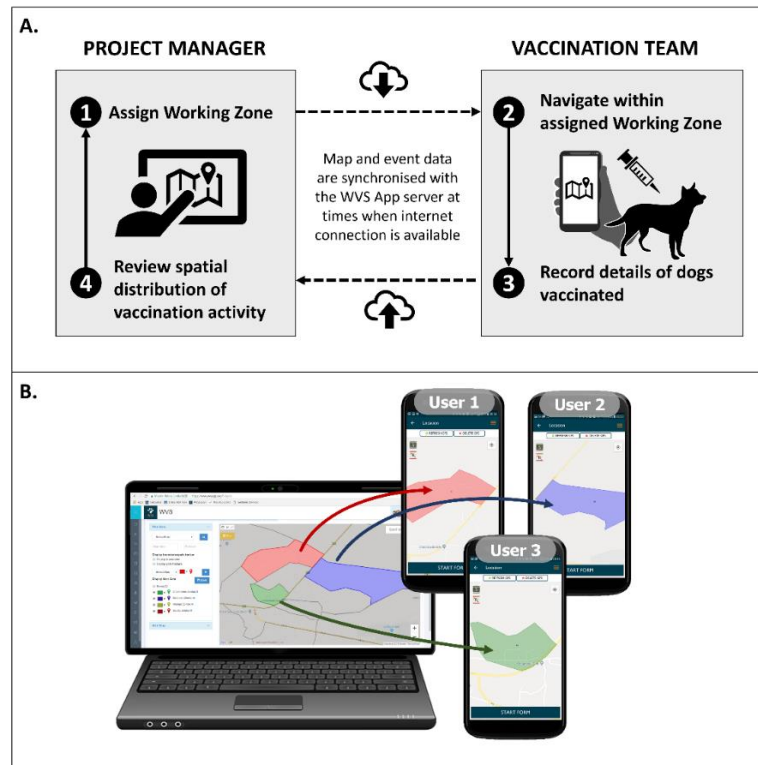 A.
PROJECT MANAGER
VACCINATION TEAM
1
Assign Working Zone
2
Navigate within
assigned Working Zone
Map and event data
are synchronised with
the WVS App server at
times when internet
connection is available
4
Review spatial
distribution of
vaccination activity
3
Record details of dogs
vaccinated
B.
User 1
Location
START FORM
User 2
Location
START FORM
User 3
Location
START FORM
WVS